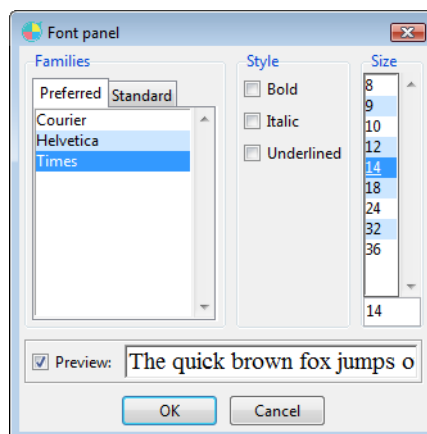 Font panel
Families
Preferred Standard
Courier
Helvetica
Times
Style
Bold
Italic
Underlined
Size
8
9
10
12
14
18
24
32
36
14
Preview: The quick brown fox jumps o
OK Cancel